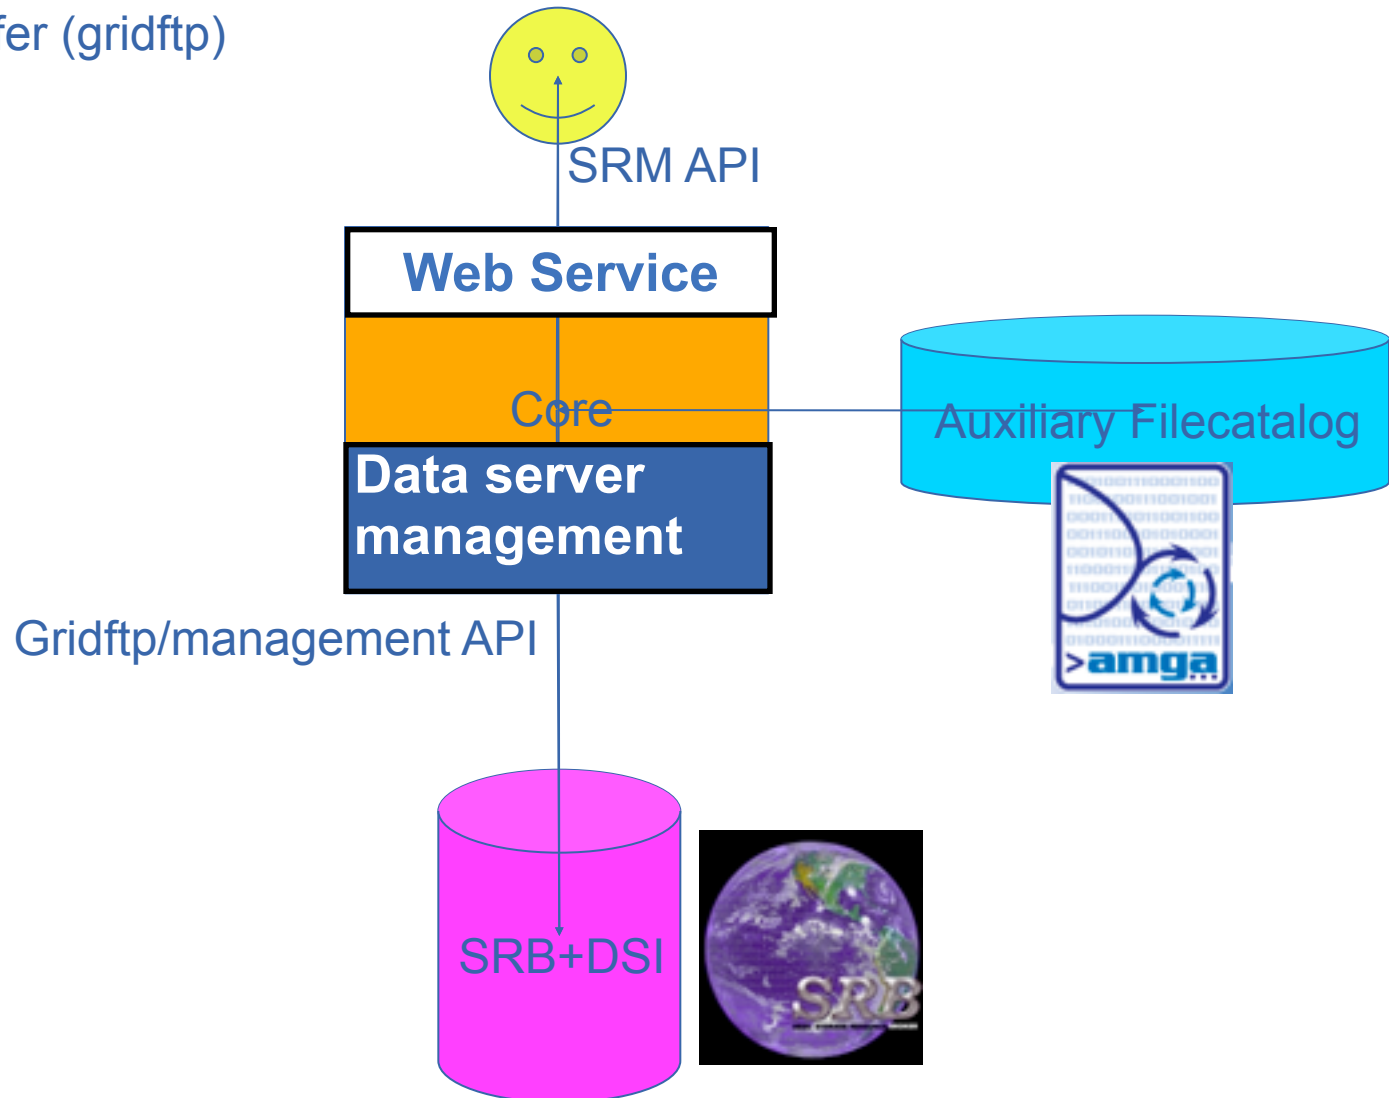 fer (gridftp)
SRM API
Web Service
Core
Auxiliary Filecatalog
Data server
management
Gridftp/management API
>amga...
SRB+DSI
SRB